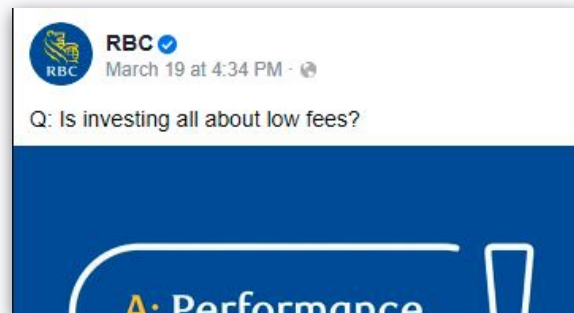 RBC
RBC
March 19 at 4:34 PM ·
Q: Is investing all about low fees?
A: Performance